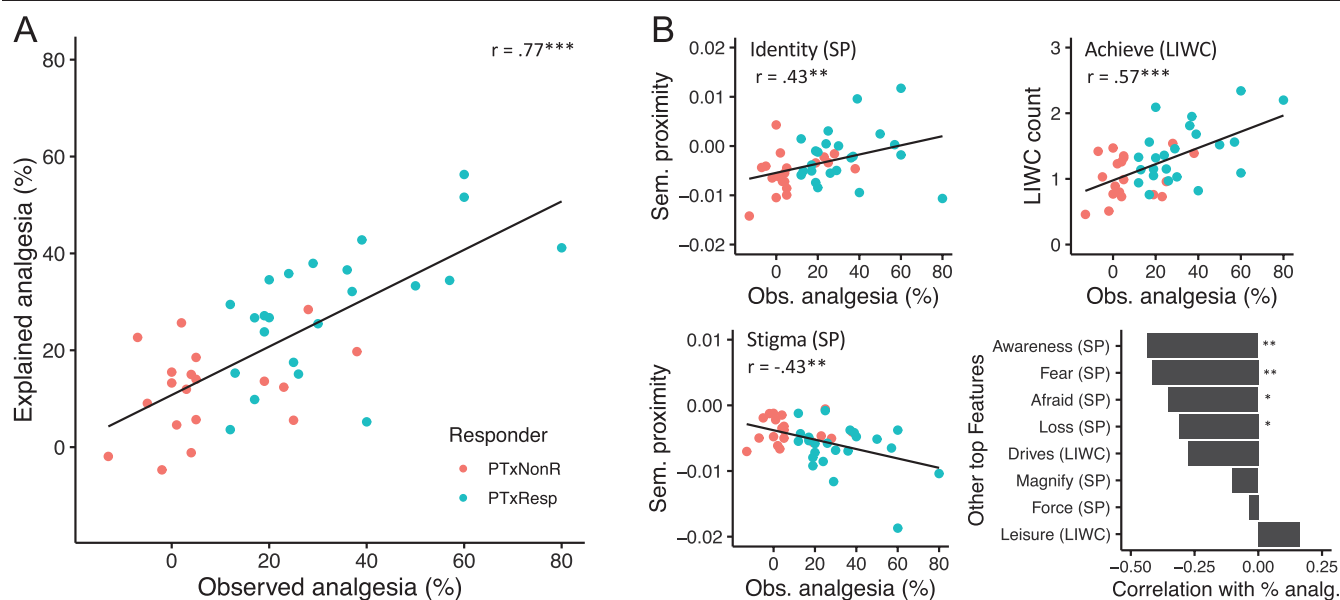 A
r = .77***
80
60
40
20
0
Explained analgesia (%)
Responder
PTxNonR
PTxResp
0 20 40 60 80
Observed analgesia (%)
B
Identity (SP)
r = .43**
0.02
0.01
−0.00
−0.01
−0.02
Sem. proximity
0 20 40 60 80
Obs. analgesia (%)
Achieve (LIWC)
r = .57***
3
2
1
0
LIWC count
0 20 40 60 80
Obs. analgesia (%)
Stigma (SP)
r = -.43**
0.01
0.00
−0.01
−0.02
Sem. proximity
0 20 40 60 80
Obs. analgesia (%)
Other top Features
Awareness (SP) **
Fear (SP) **
Afraid (SP) *
Loss (SP) *
Drives (LIWC)
Magnify (SP)
Force (SP)
Leisure (LIWC)
−0.50 −0.25 0.00 0.25
Correlation with % analg.